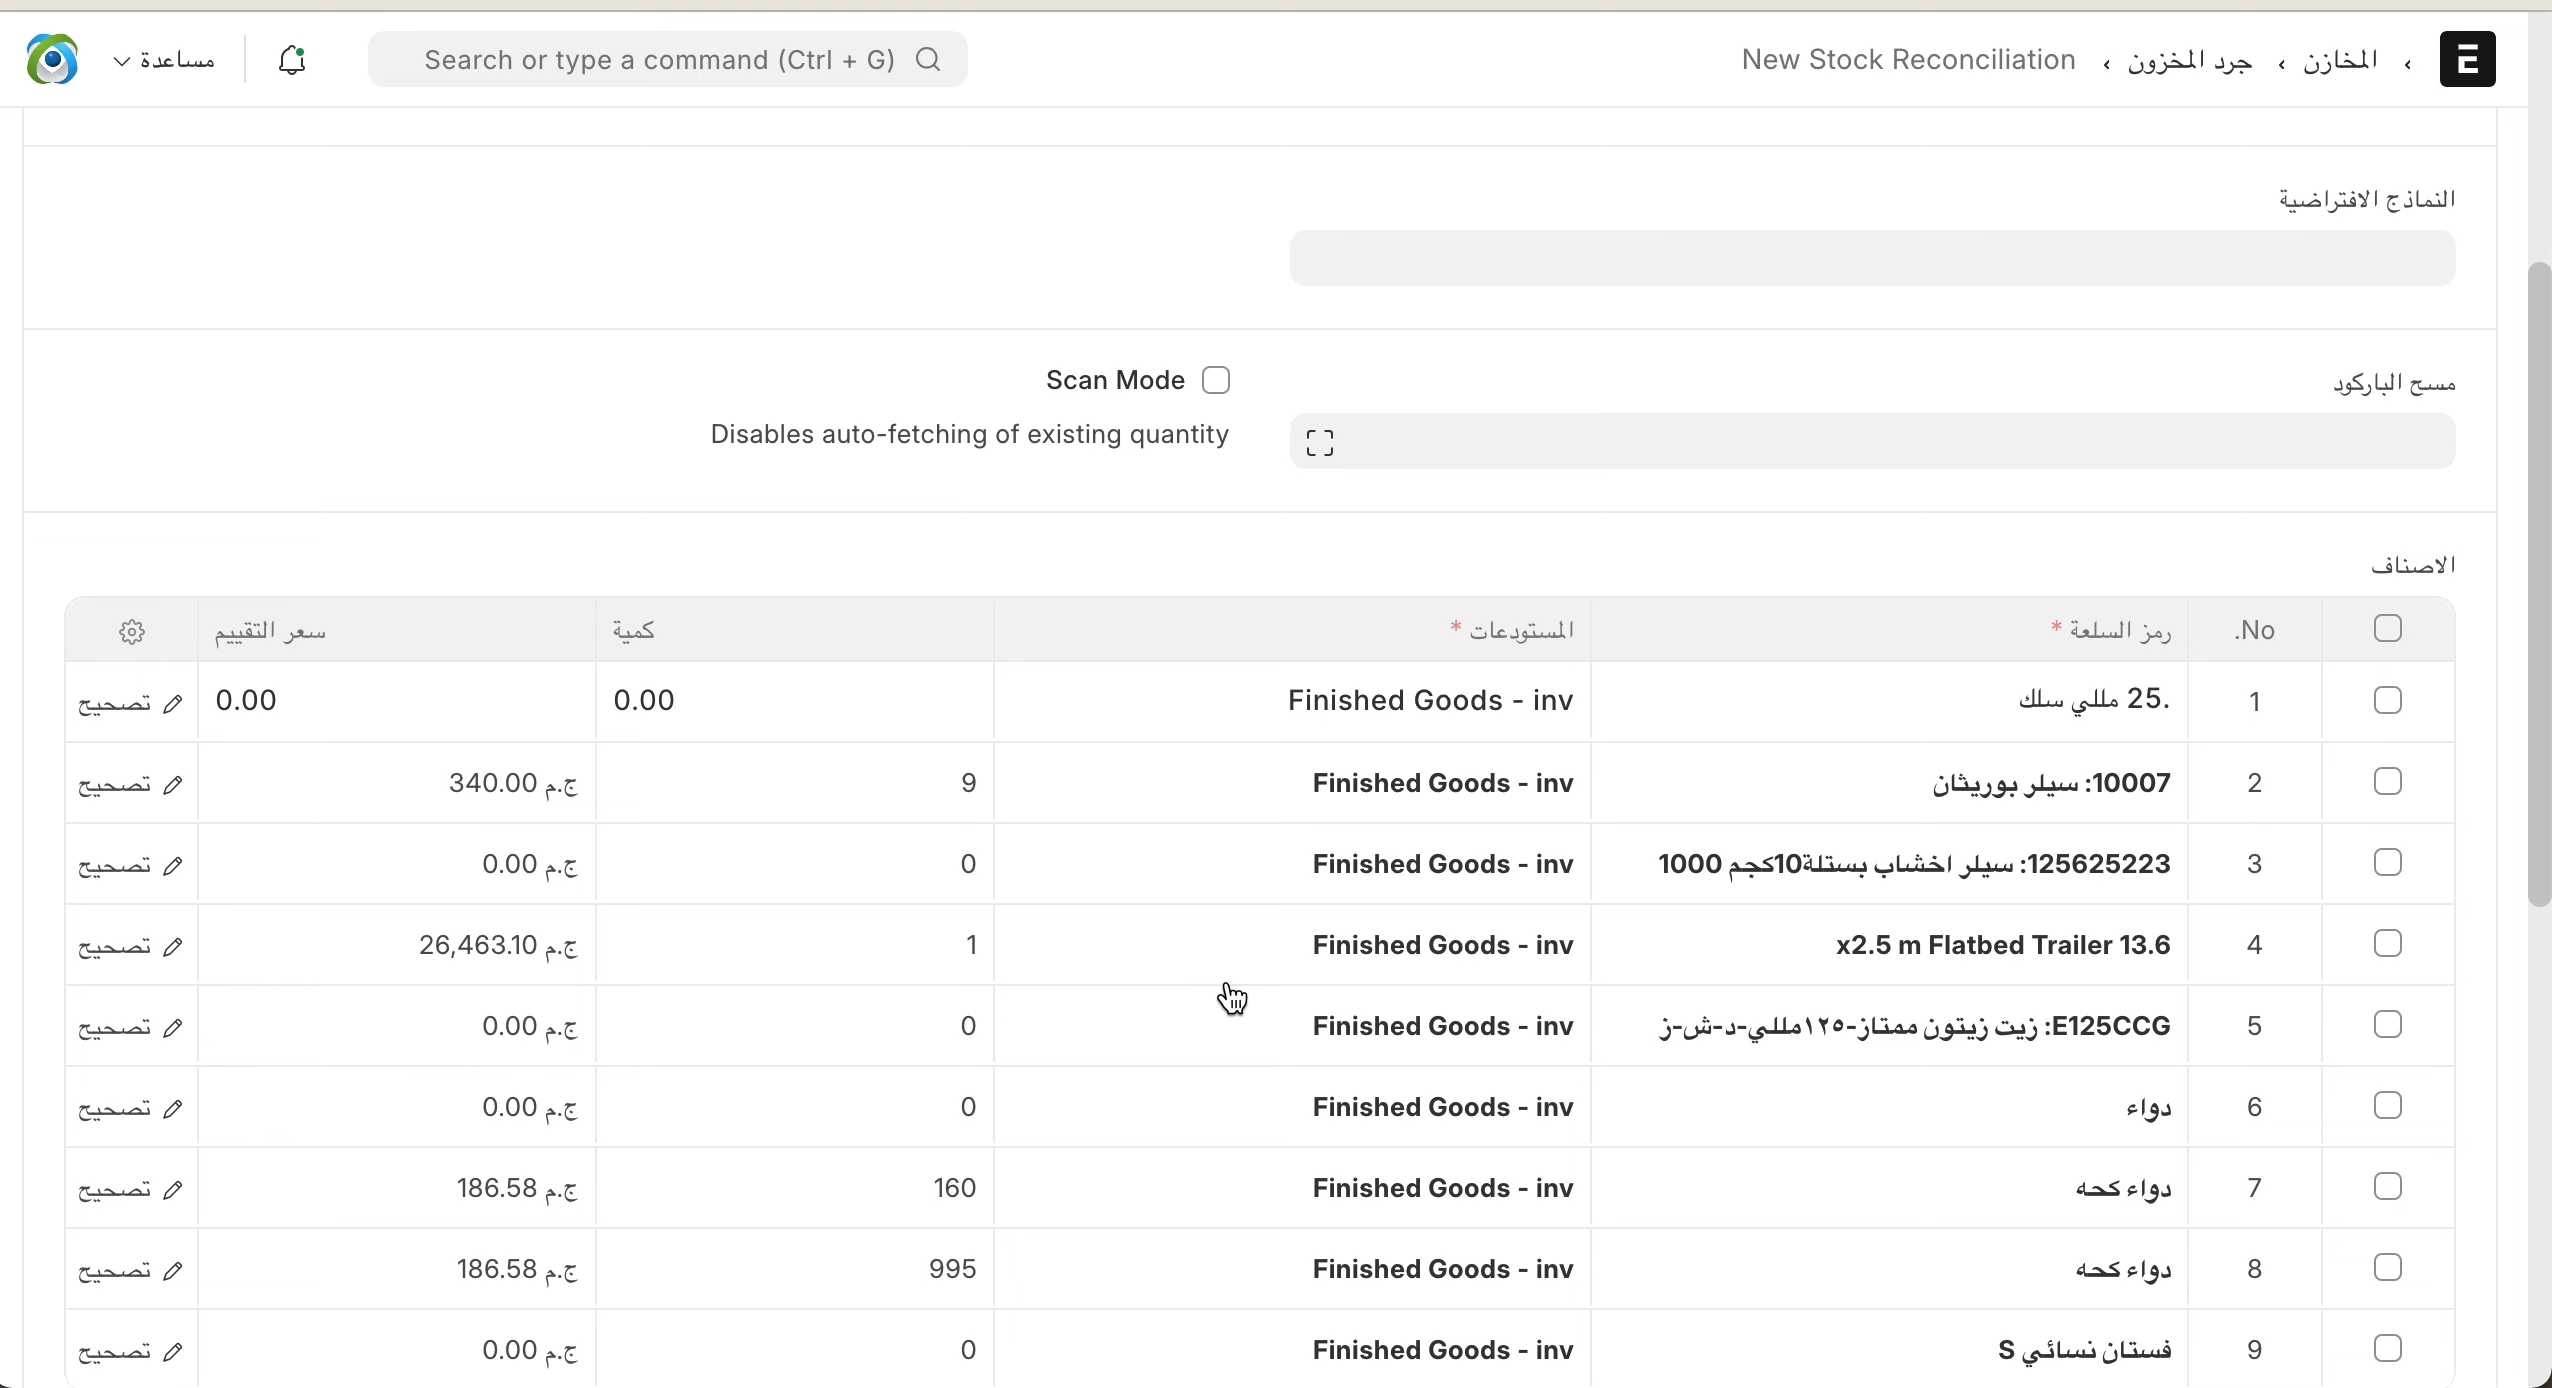 المخازن
جرد المخزون
New Stock Reconciliation
Search or type a command (Ctrl + G)
مساعدة
النماذج الافتراضية
مسح الباركود
Scan Mode
Disables auto-fetching of existing quantity
الاصناف
No. رمز السلعة * المستودعات * كمية سعر التقييم
1 .25 مللي سلك Finished Goods - inv 0.00 0.00 تصحيح
2 10007: سيلر بوريثان Finished Goods - inv 9 ج.م 340.00 تصحيح
3 125625223: سيلر اخشاب بستلة10كجم 1000 Finished Goods - inv 0 ج.م 0.00 تصحيح
4 13.6 x2.5 m Flatbed Trailer Finished Goods - inv 1 ج.م 26,463.10 تصحيح
5 E125CCG: زيت زيتون ممتاز-١٢٥مللي-د-ش-ز Finished Goods - inv 0 ج.م 0.00 تصحيح
6 دواء Finished Goods - inv 0 ج.م 0.00 تصحيح
7 دواء كحه Finished Goods - inv 160 ج.م 186.58 تصحيح
8 دواء كحه Finished Goods - inv 995 ج.م 186.58 تصحيح
9 فستان نسائي S Finished Goods - inv 0 ج.م 0.00 تصحيح